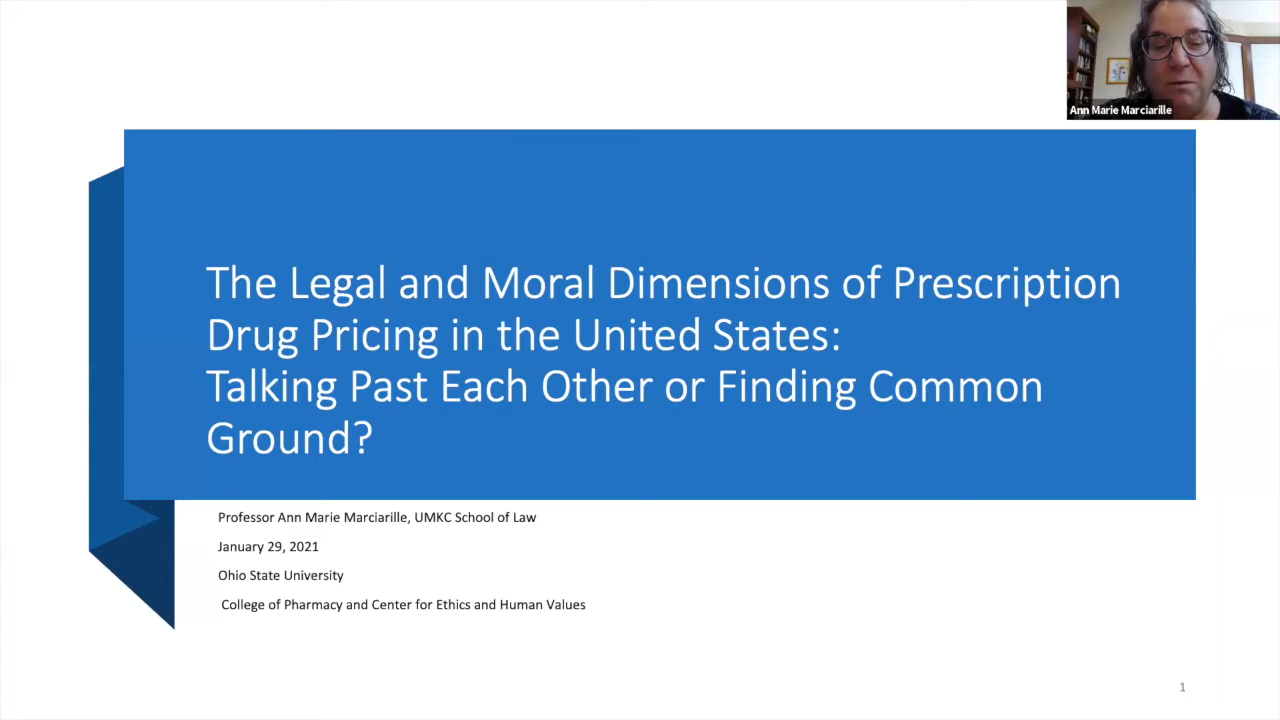 Ann Marie Marciarille
The Legal and Moral Dimensions of Prescription
Drug Pricing in the United States:
Talking Past Each Other or Finding Common
Ground?
Professor Ann Marie Marciarille, UMKC School of Law
January 29, 2021
Ohio State University
College of Pharmacy and Center for Ethics and Human Values
1